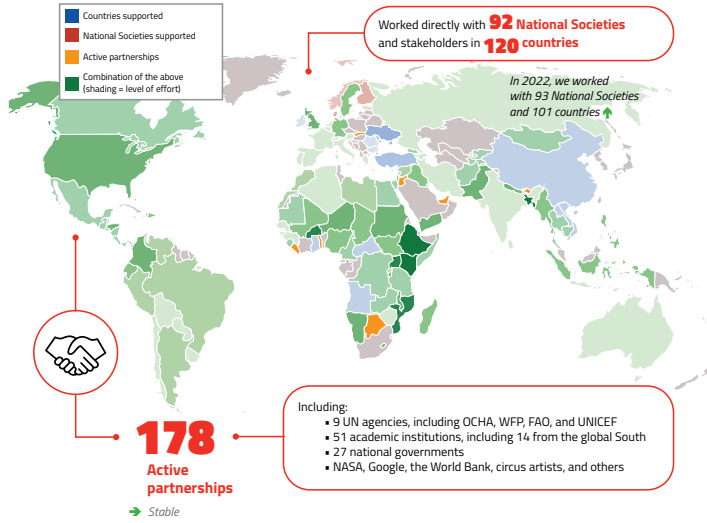 Countries supported
National Societies supported
Active partnerships
Combination of the above
(shading = level of effort)
Worked directly with 92 National Societies
and stakeholders in 120 countries
In 2022, we worked
with 93 National Societies
and 101 countries
178
Active
partnerships
Stable
Including:
▪ 9 UN agencies, including OCHA, WFP, FAO, and UNICEF
▪ 51 academic institutions, including 14 from the global South
▪ 27 national governments
▪ NASA, Google, the World Bank, circus artists, and others